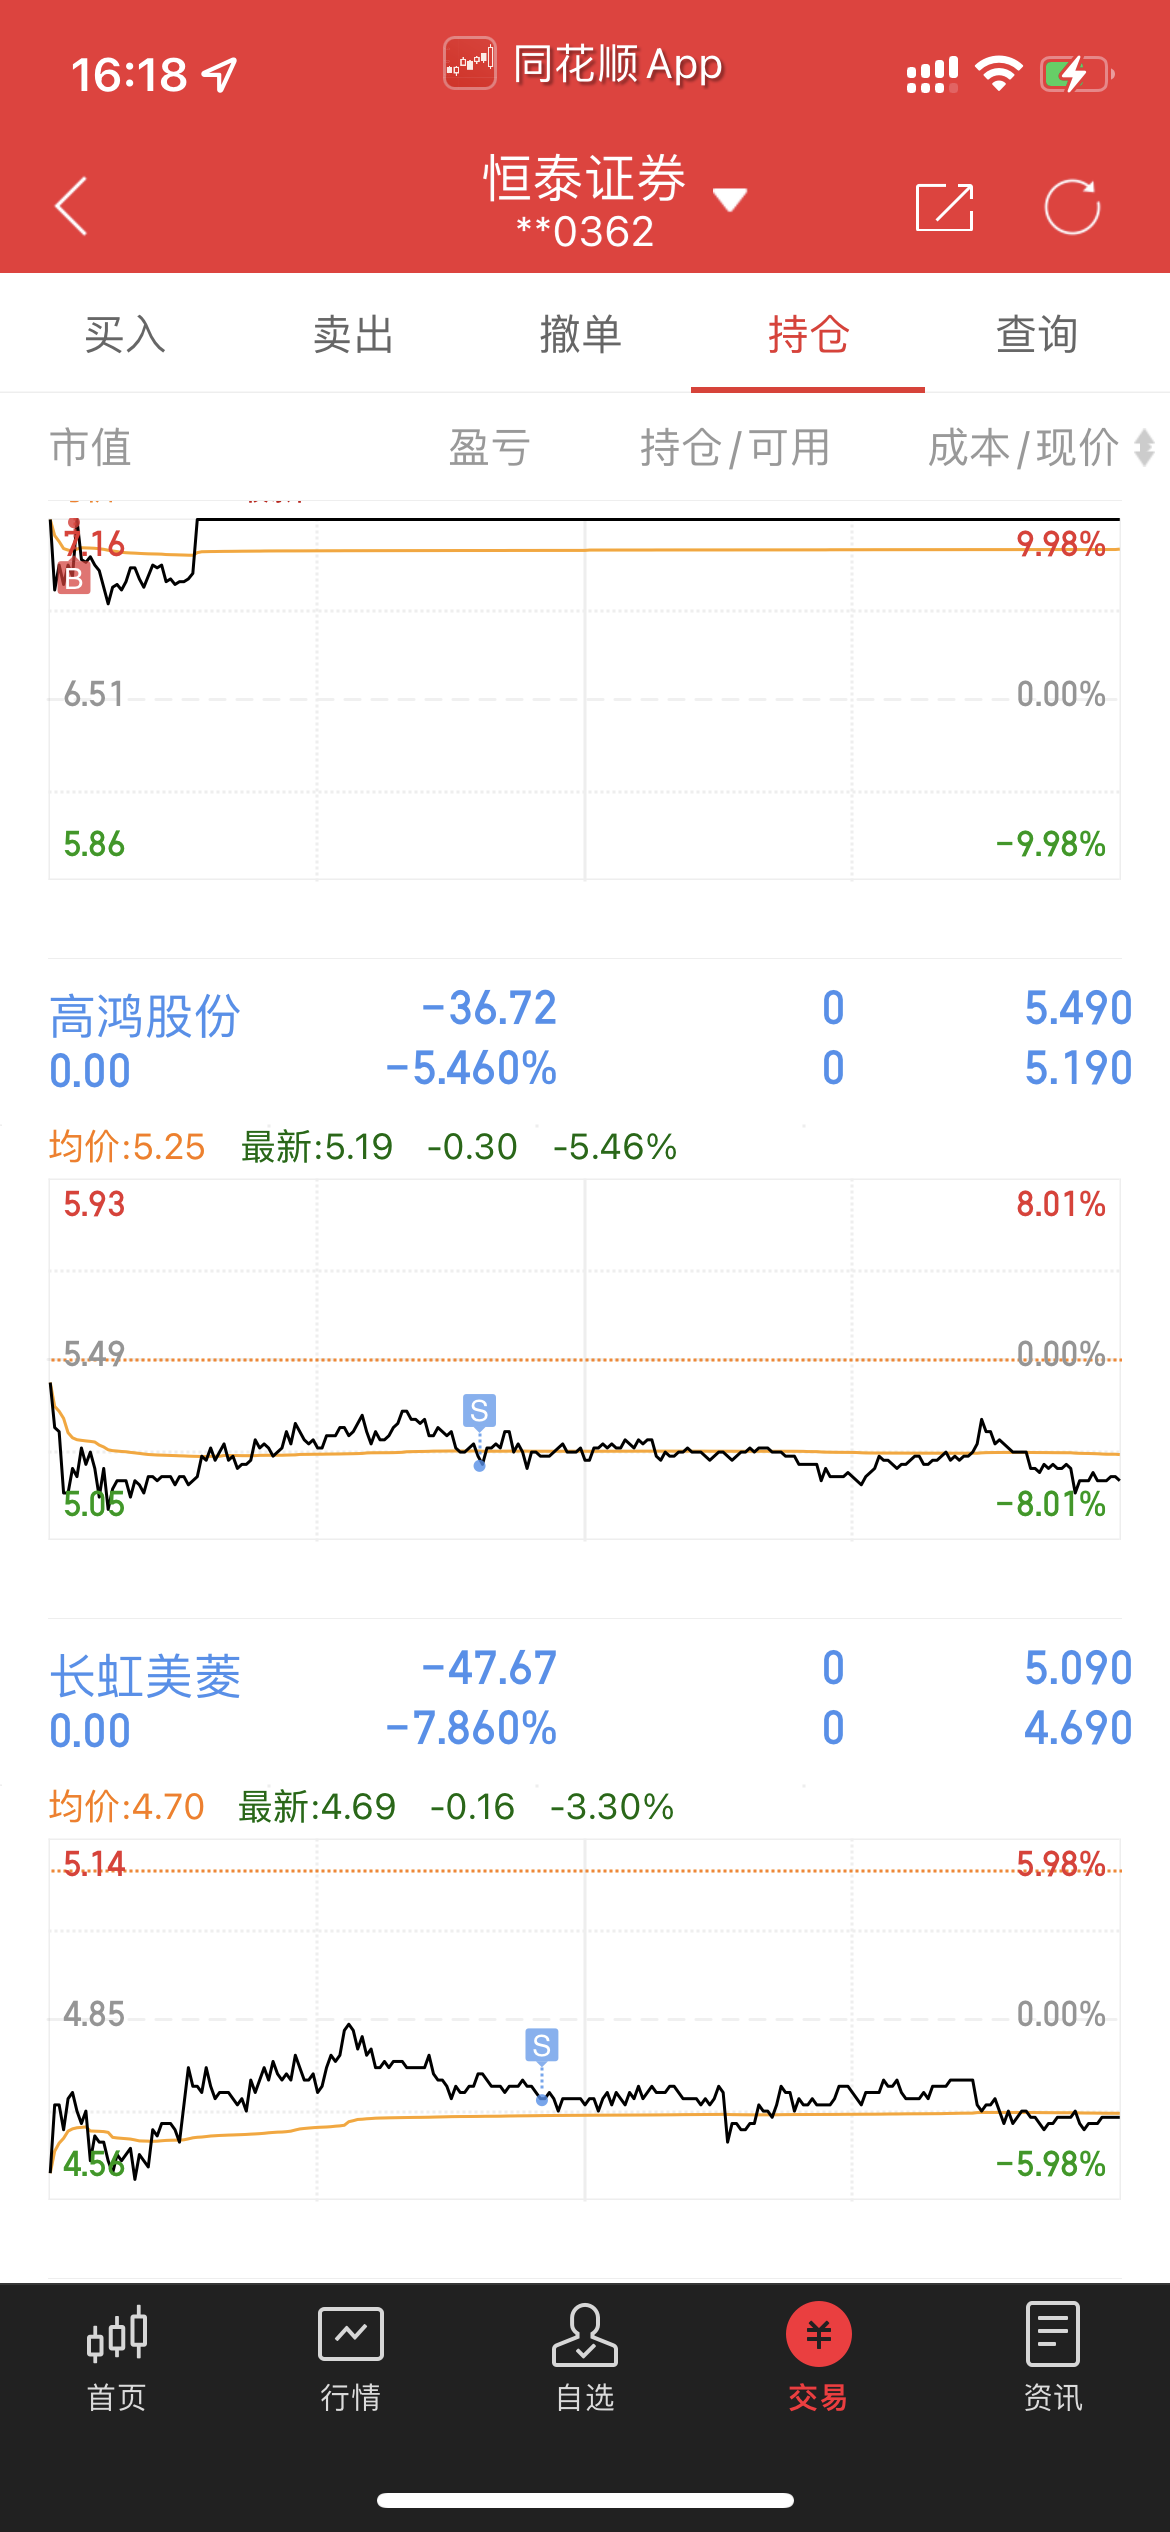 16:18
同花顺 App
恒泰证券
**0362
买入 卖出 撤单 持仓 查询
市值 盈亏 持仓/可用 成本/现价
7.16 9.98%
B
6.51 0.00%
5.86 -9.98%
高鸿股份 -36.72 0 5.490
0.00 -5.460% 0 5.190
均价:5.25 最新:5.19 -0.30 -5.46%
5.93 8.01%
5.49 0.00%
S
5.05 -8.01%
长虹美菱 -47.67 0 5.090
0.00 -7.860% 0 4.690
均价:4.70 最新:4.69 -0.16 -3.30%
5.14 5.98%
4.85 0.00%
S
4.56 -5.98%
首页 行情 自选 交易 资讯